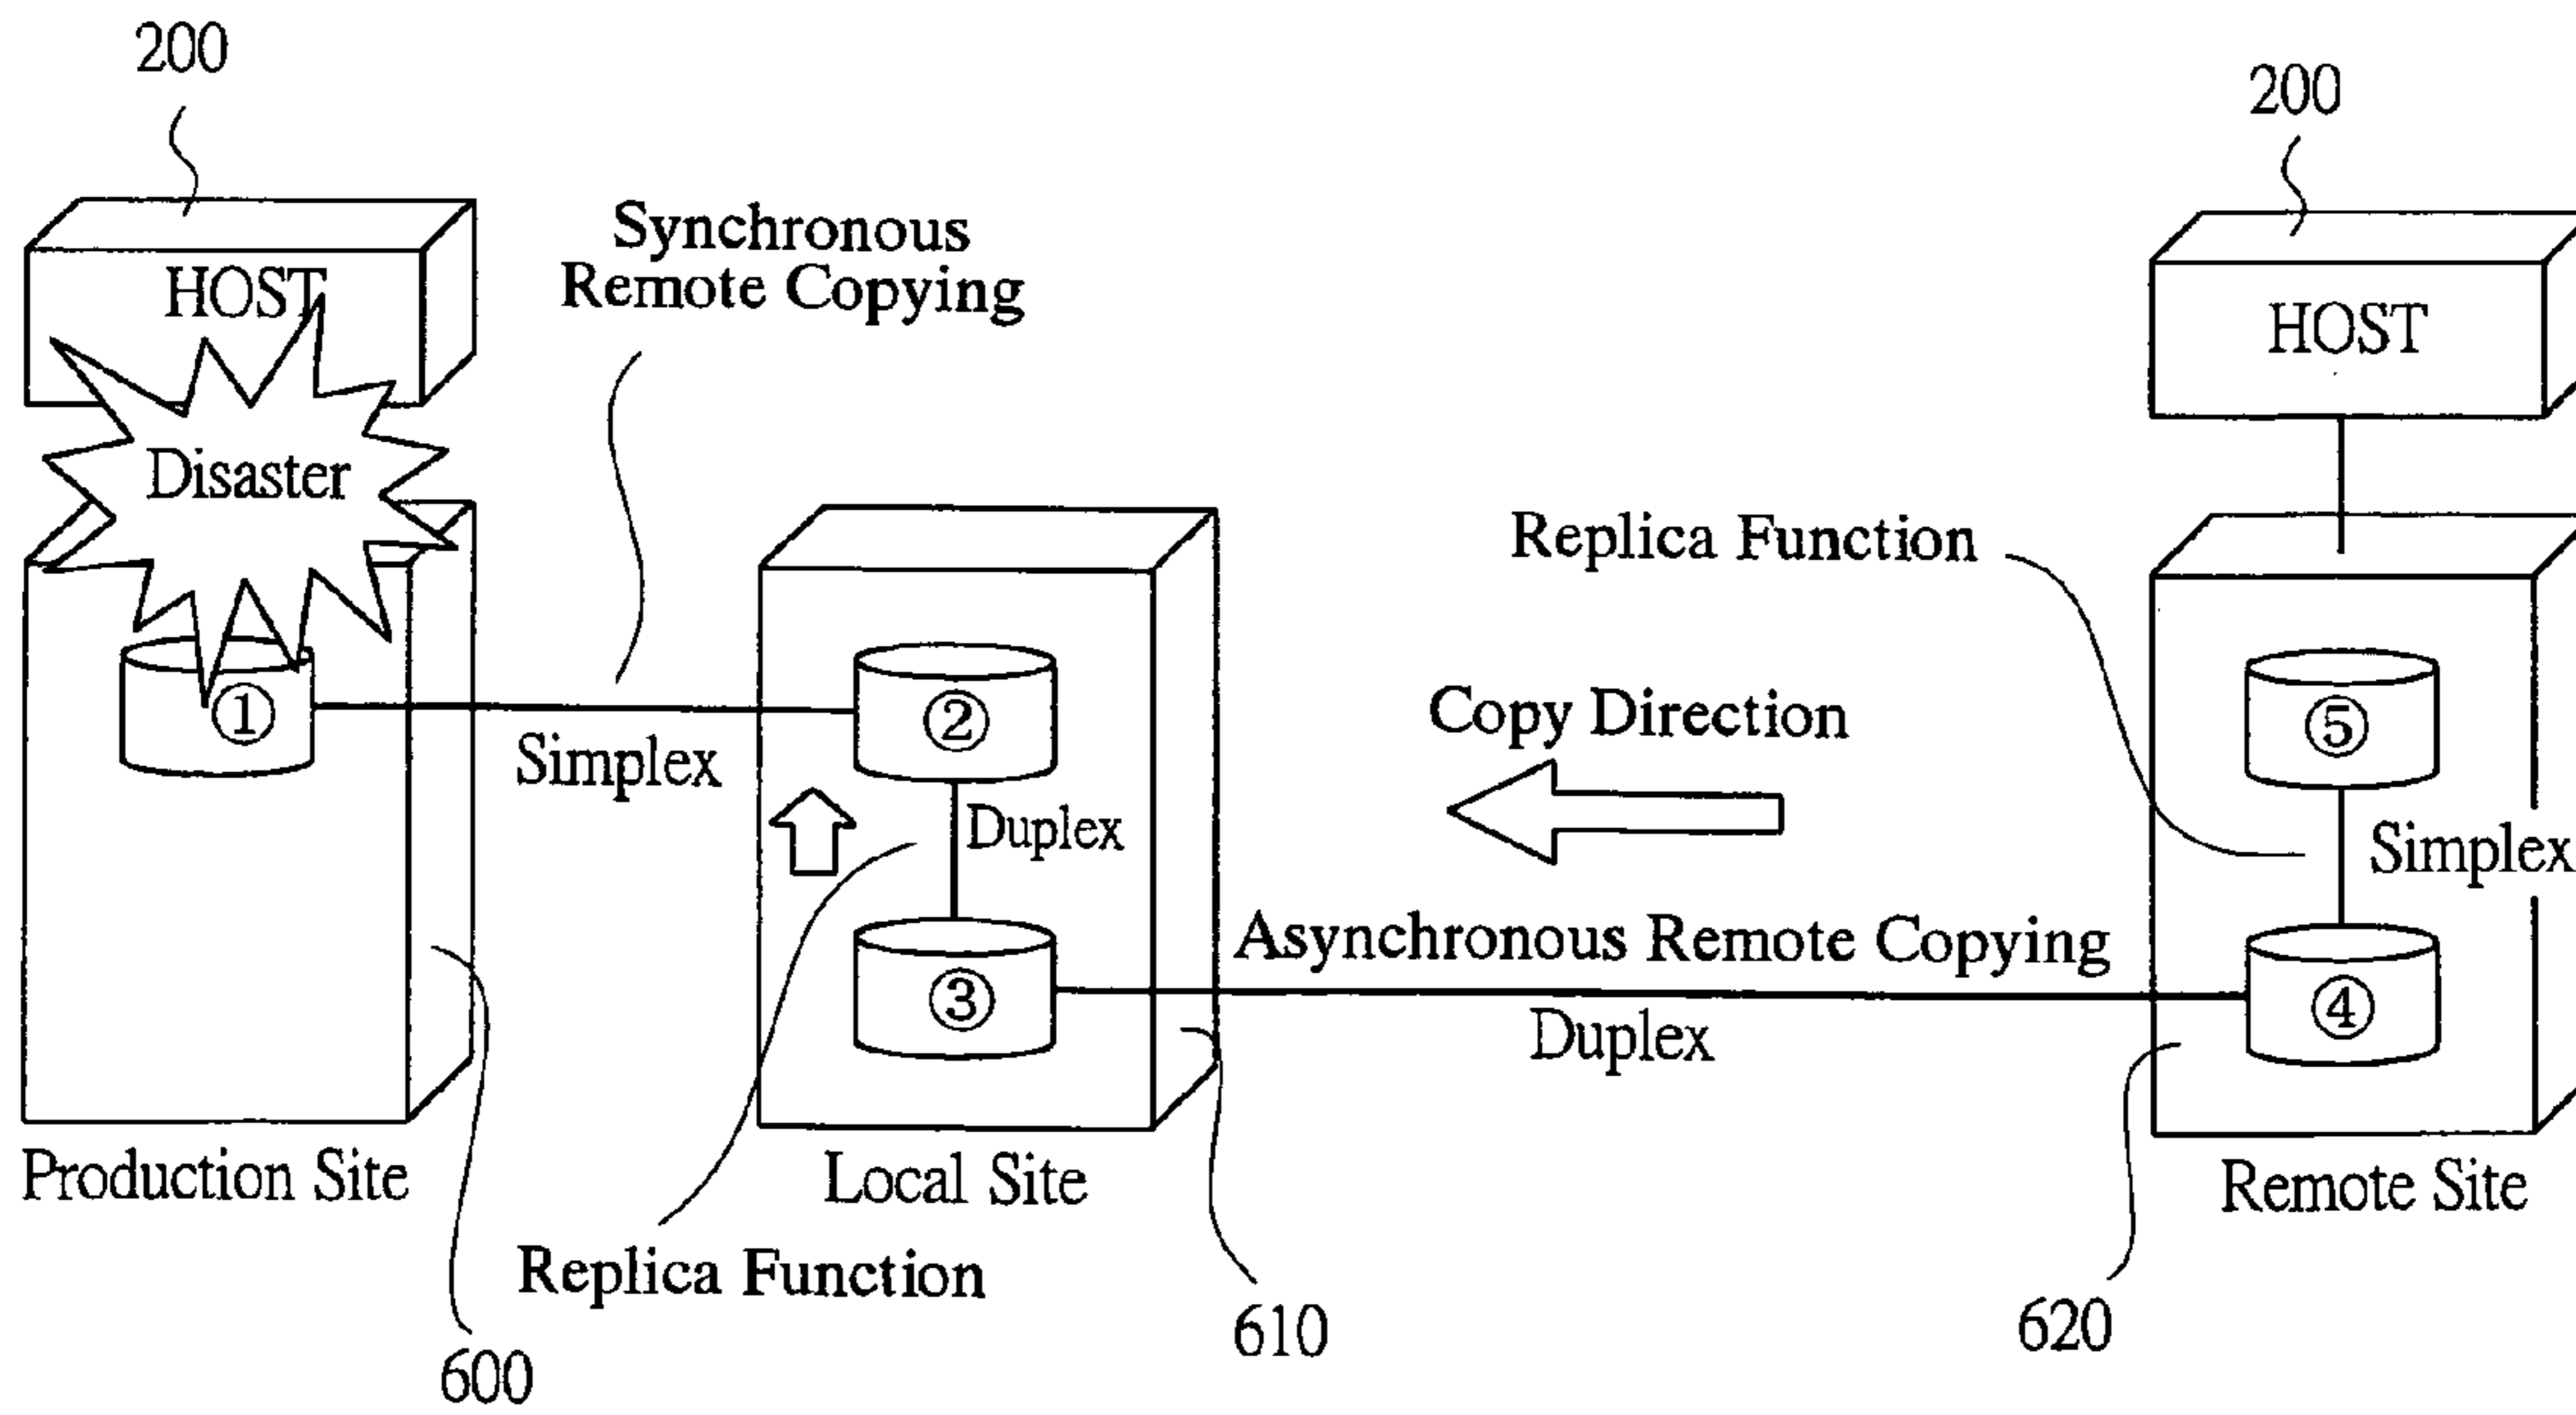 200
200
HOST
Synchronous
Remote Copying
HOST
Disaster
Replica Function
①
Simplex
②
Duplex
Copy Direction
⑤
Simplex
Asynchronous Remote Copying
③
Duplex
④
Production Site
Local Site
Remote Site
Replica Function
600
610
620